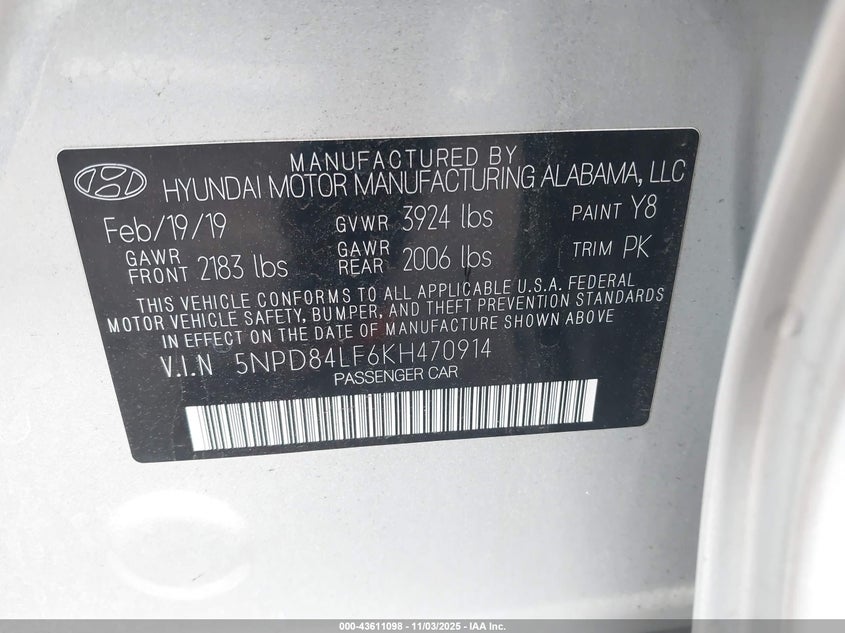 MANUFACTURED BY
HYUNDAI MOTOR MANUFACTURING ALABAMA, LLC
Feb/19/19 GVWR 3924 lbs PAINT Y8
GAWR FRONT 2183 lbs GAWR REAR 2006 lbs TRIM PK
THIS VEHICLE CONFORMS TO ALL APPLICABLE U.S.A. FEDERAL
MOTOR VEHICLE SAFETY, BUMPER, AND THEFT PREVENTION STANDARDS
IN EFFECT ON THE DATE OF MANUFACTURE SHOWN ABOVE
V.I.N 5NPD84LF6KH470914
PASSENGER CAR
000-43611098 - 11/03/2025 - IAA Inc.